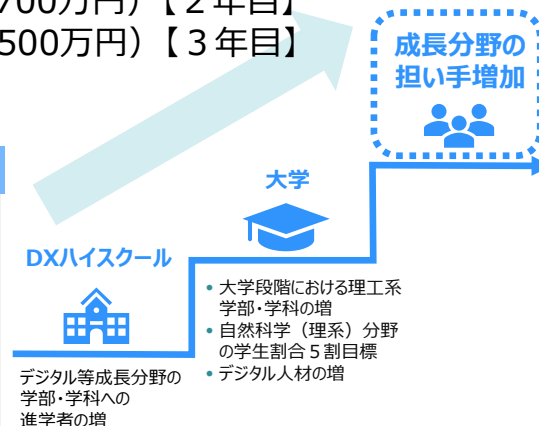 700万円）【２年目】
500万円）【３年目】
成長分野の
担い手増加
大学
DXハイスクール
• 大学段階における理工系
学部・学科の増
• 自然科学（理系）分野
の学生割合５割目標
• デジタル人材の増
デジタル等成長分野の
学部・学科への
進学者の増